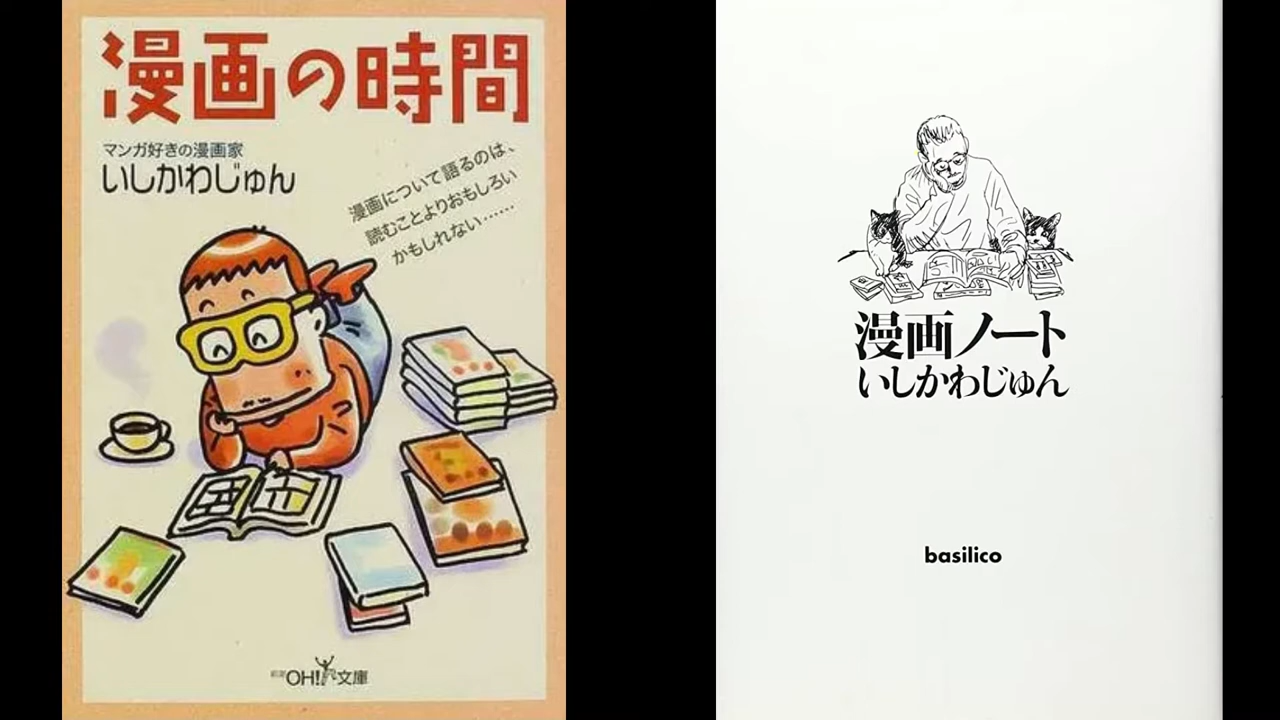 漫画の時間
マンガ好きの漫画家
いしかわじゅん
漫画について語るのは、
読むことよりおもしろい
かもしれない……
OH!文庫
漫画ノート
いしかわじゅん
basilico